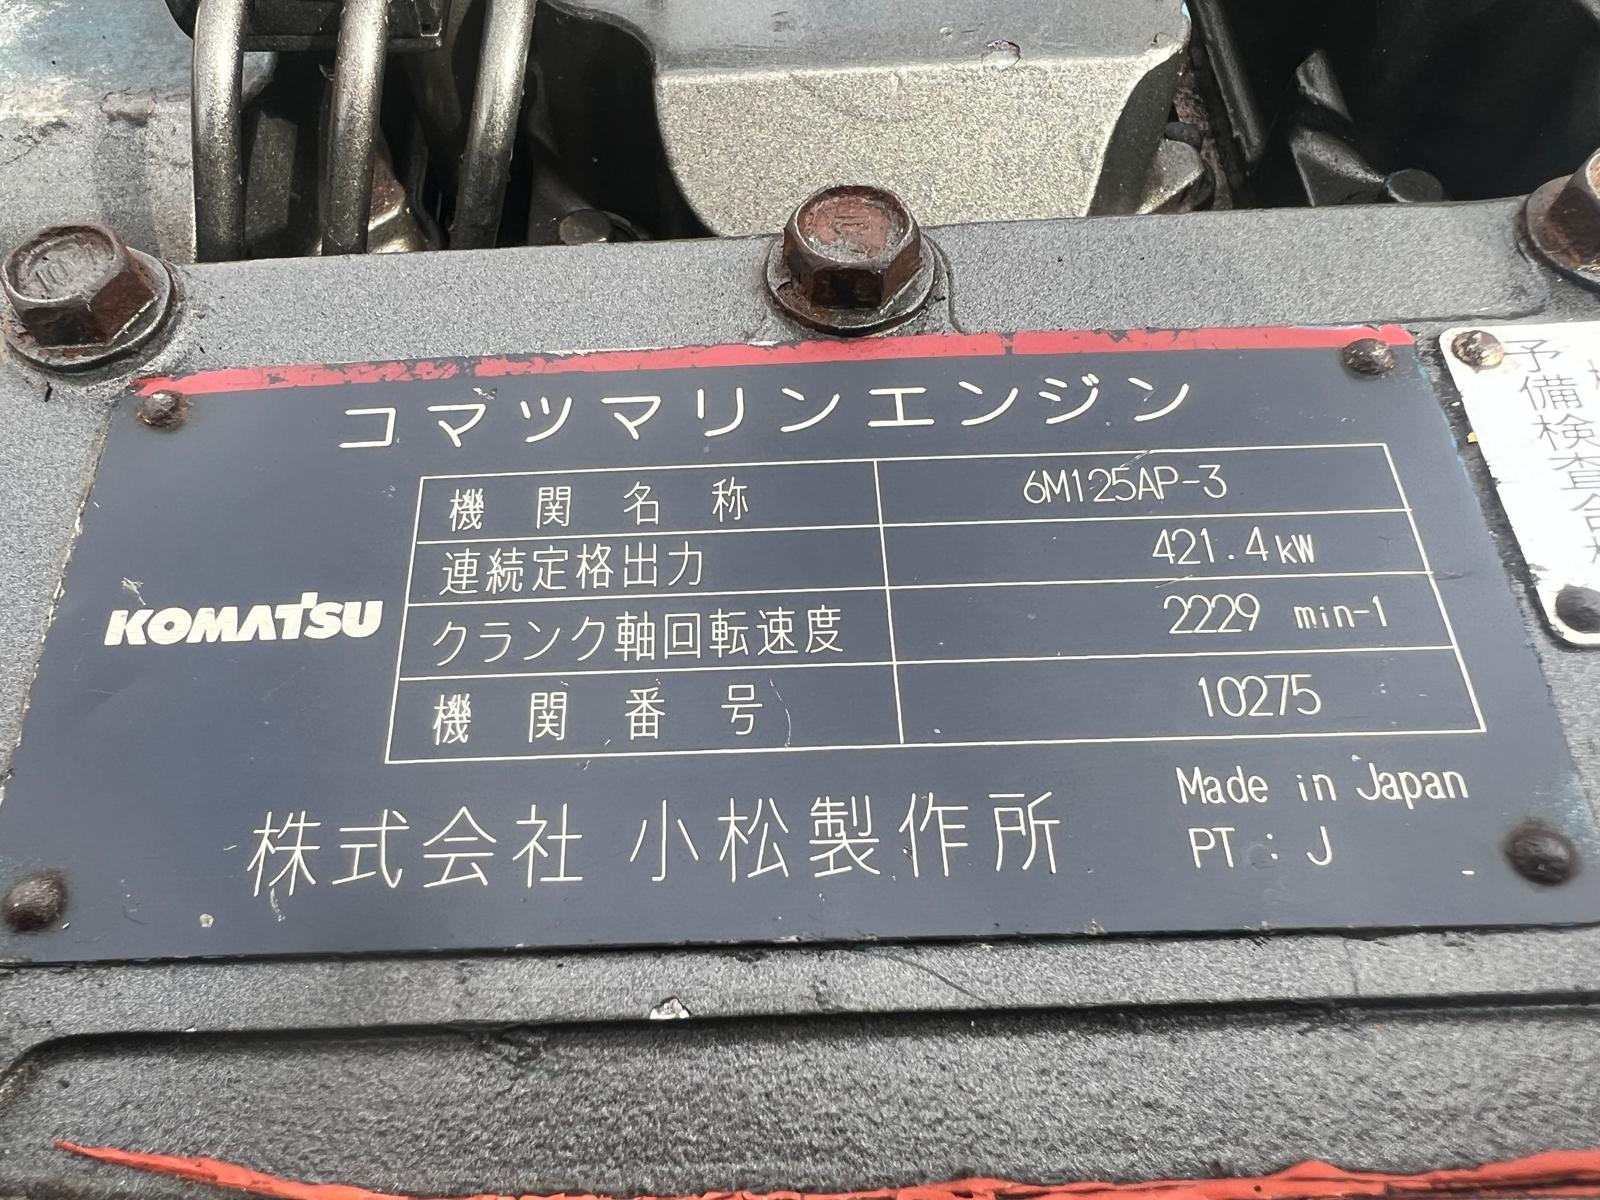 コマツマリンエンジン
機関名称 6M125AP-3
連続定格出力 421.4kW
クランク軸回転速度 2229 min-1
機関番号 10275
KOMATSU
株式会社 小松製作所
Made in Japan
PT : J
予備検査合格